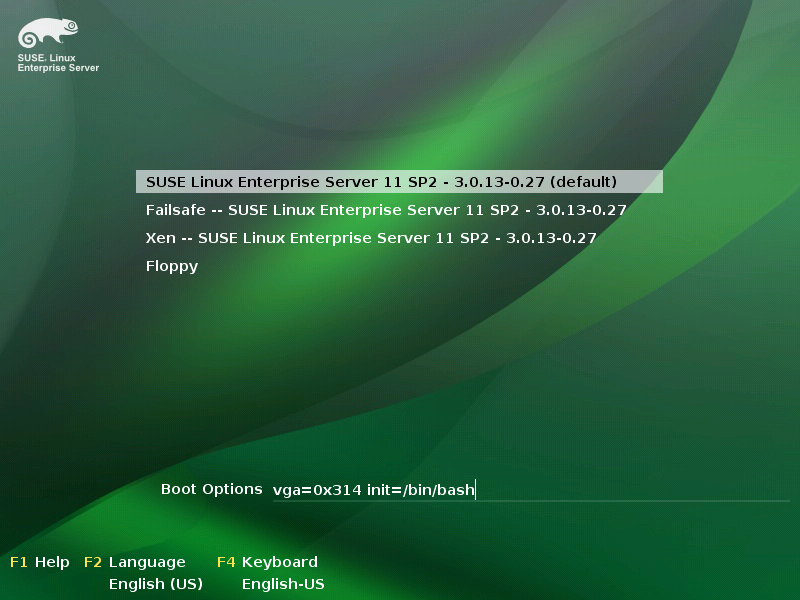 SUSE. Linux
Enterprise Server
SUSE Linux Enterprise Server 11 SP2 - 3.0.13-0.27 (default)
Failsafe -- SUSE Linux Enterprise Server 11 SP2 - 3.0.13-0.27
Xen -- SUSE Linux Enterprise Server 11 SP2 - 3.0.13-0.27
Floppy
Boot Options vga=0x314 init=/bin/bash
F1 Help F2 Language F4 Keyboard
English (US) English-US